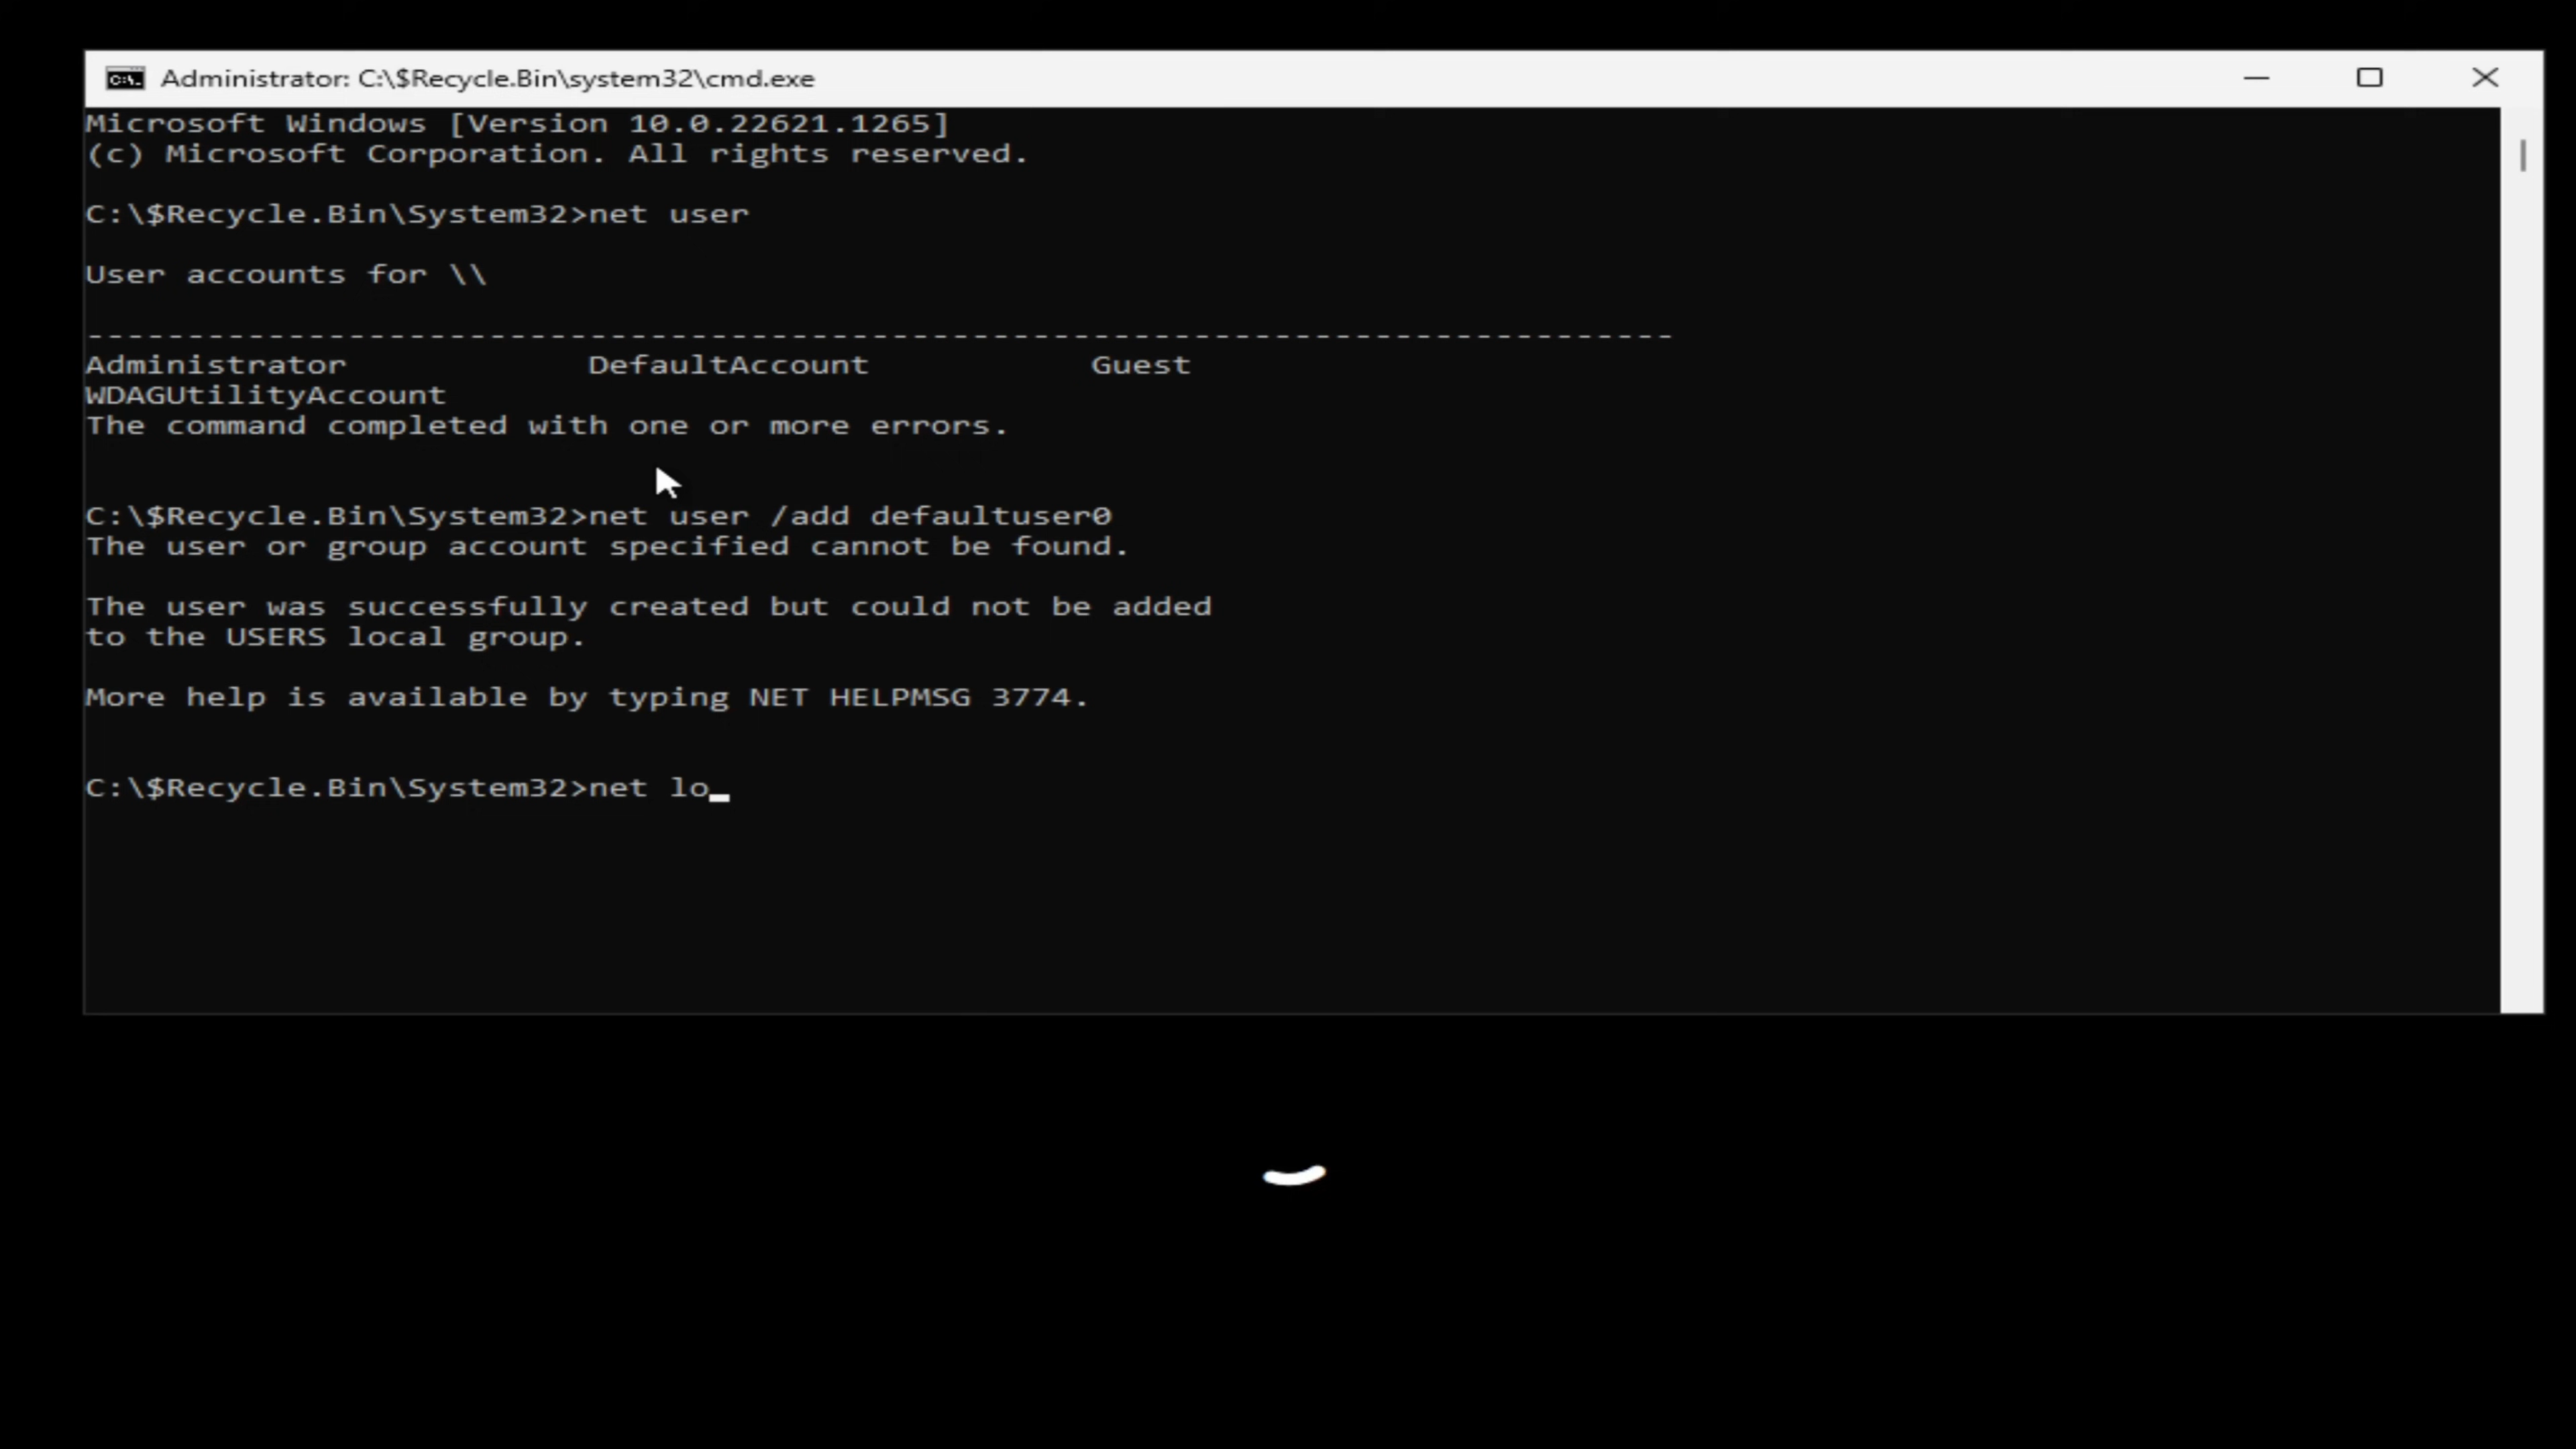 Administrator: C:\$Recycle.Bin\system32\cmd.exe
Microsoft Windows [Version 10.0.22621.1265]
(c) Microsoft Corporation. All rights reserved.
C:\$Recycle.Bin\System32>net user
User accounts for \\
-------------------------------------------------------------------------------
Administrator DefaultAccount Guest
WDAGUtilityAccount
The command completed with one or more errors.
C:\$Recycle.Bin\System32>net user /add defaultuser0
The user or group account specified cannot be found.
The user was successfully created but could not be added
to the USERS local group.
More help is available by typing NET HELPMSG 3774.
C:\$Recycle.Bin\System32>net lo